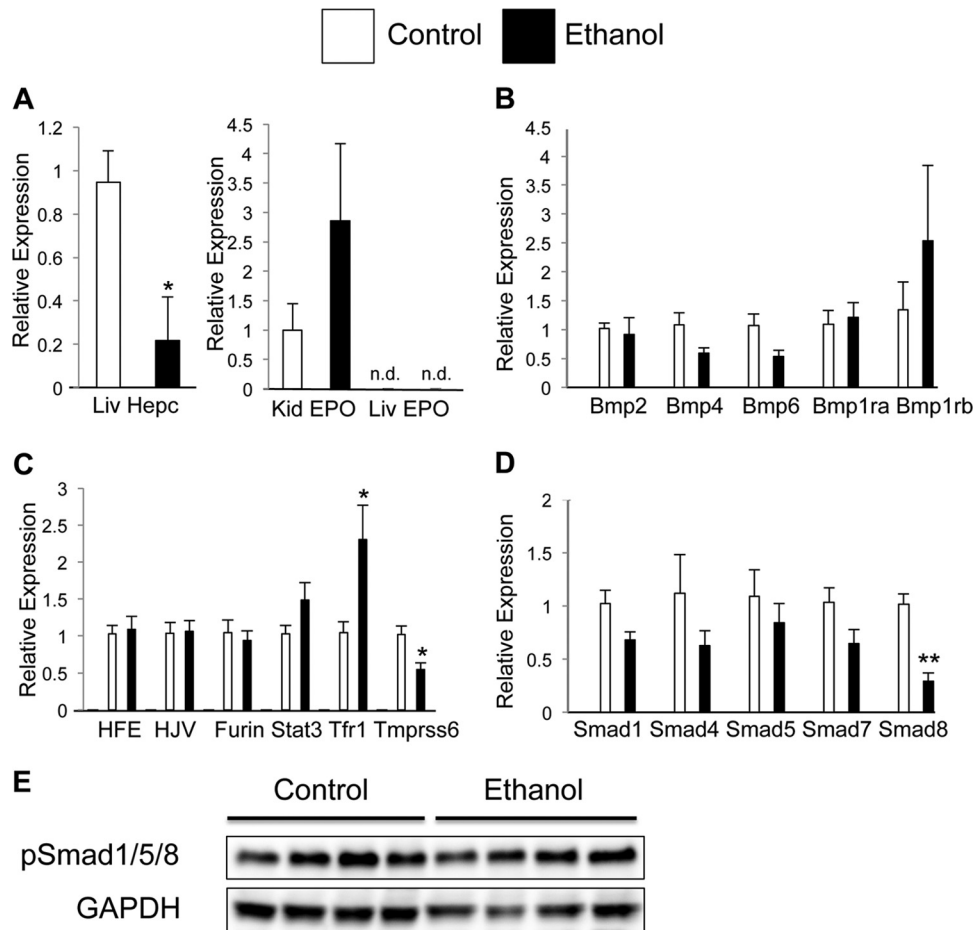 Control Ethanol
A
Relative Expression
1.2
1
0.8
0.6
0.4
0.2
0
*
Liv Hepc
Relative Expression
4.5
4
3.5
3
2.5
2
1.5
1
0.5
0
n.d. n.d.
Kid EPO Liv EPO
B
Relative Expression
4.5
4
3.5
3
2.5
2
1.5
1
0.5
0
Bmp2 Bmp4 Bmp6 Bmp1ra Bmp1rb
C
Relative Expression
3
2.5
2
1.5
1
0.5
0
* *
HFE HJV Furin Stat3 Tfr1 Tmprss6
D
Relative Expression
2
1.5
1
0.5
0
**
Smad1 Smad4 Smad5 Smad7 Smad8
E
Control Ethanol
pSmad1/5/8
GAPDH